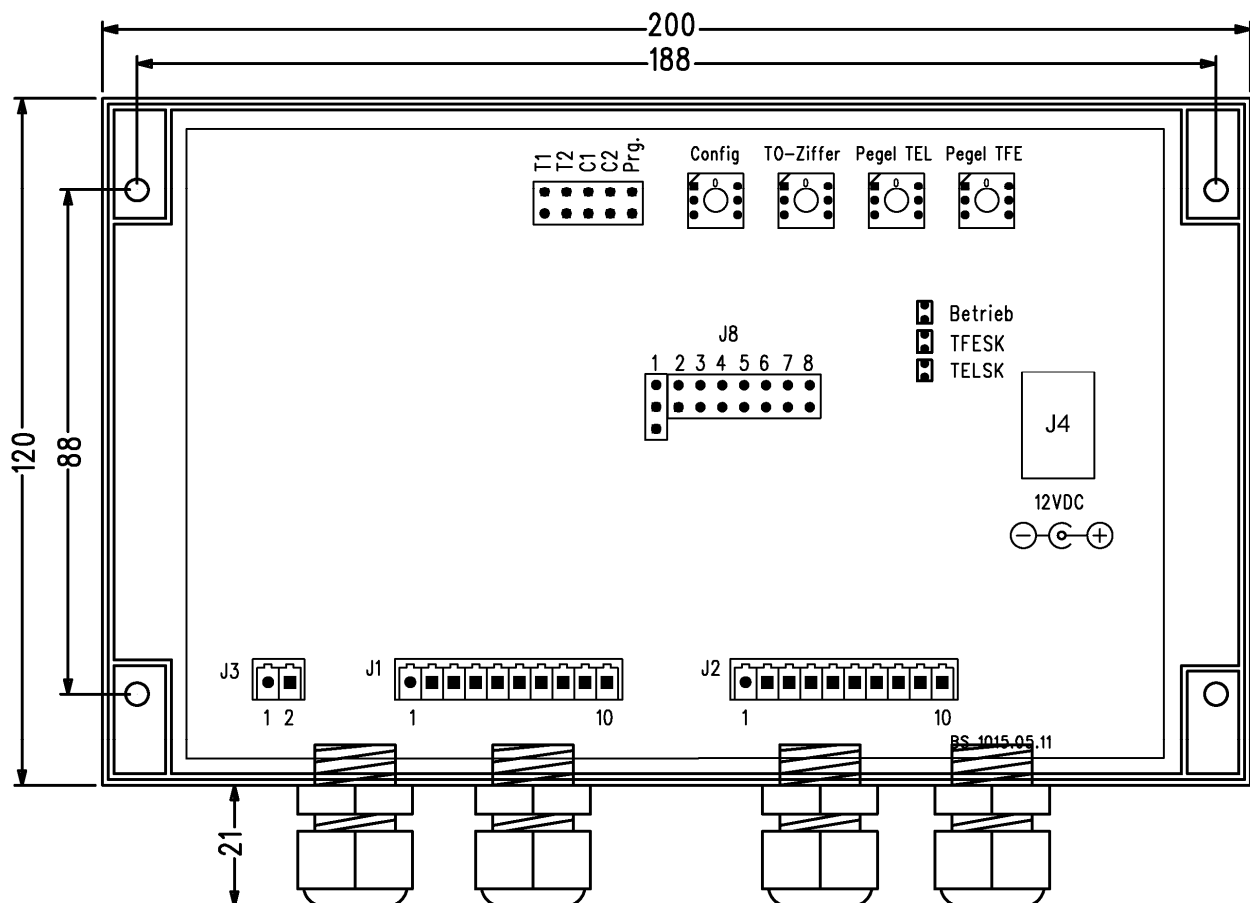 200
188
T1 T2 C1 C2 Prg.
Config TO-Ziffer Pegel TEL Pegel TFE
0 0 0 0
Betrieb
TFESK
TELSK
J8
1 2 3 4 5 6 7 8
J4
12VDC
120
88
J3
1 2
J1
1 10
J2
1 10
BS 1015.05.11
21